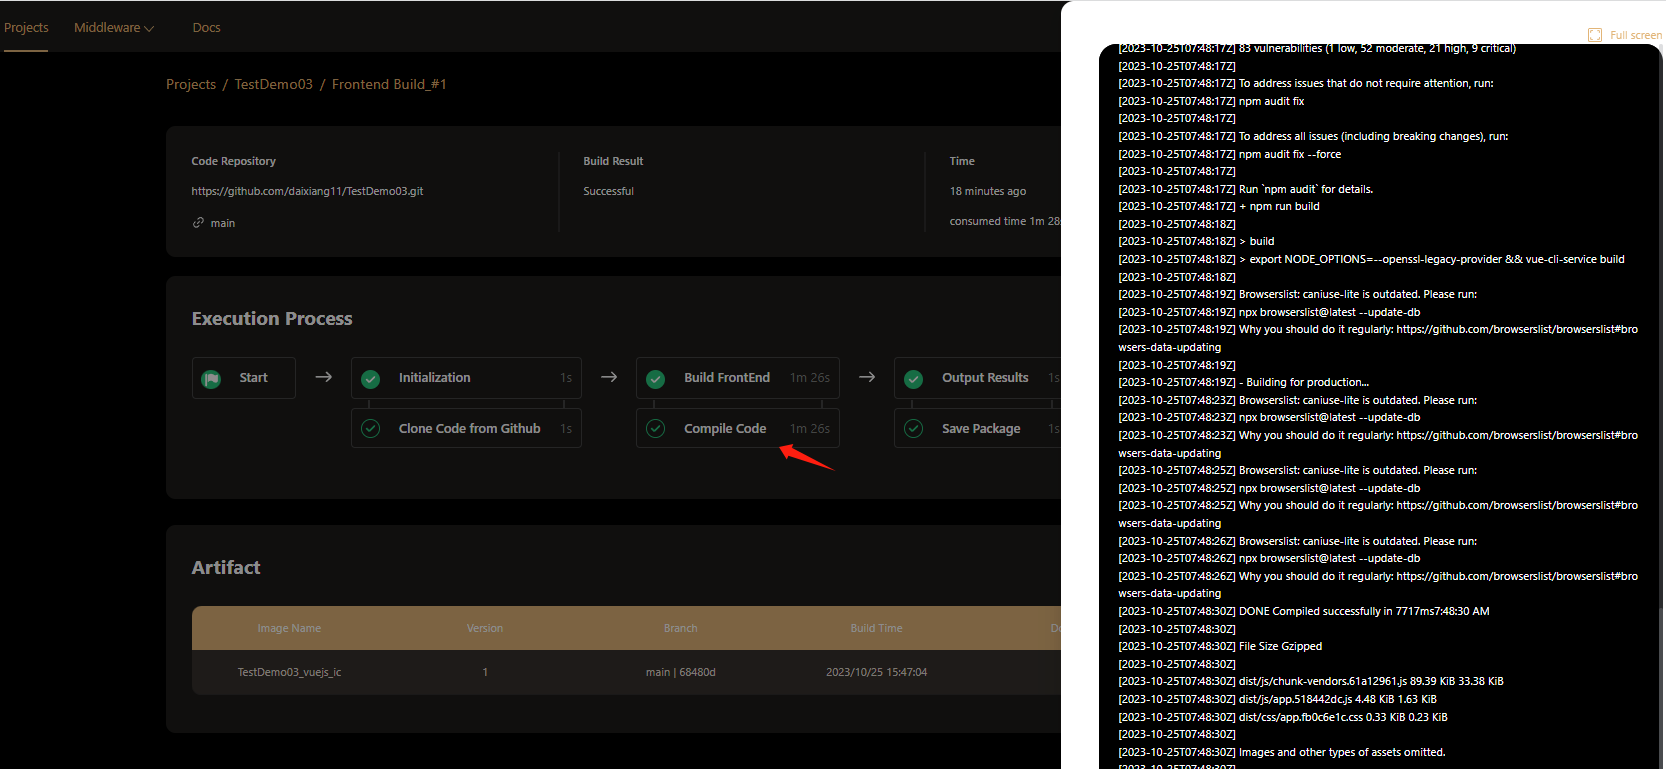 Projects Middleware Docs
Projects / TestDemo03 / Frontend Build_#1
Code Repository
https://github.com/daixiang11/TestDemo03.git
main
Build Result
Successful
Time
18 minutes ago
consumed time 1m 28
Execution Process
Start
Initialization 1s
Clone Code from Github 1s
Build FrontEnd 1m 26s
Compile Code 1m 26s
Output Results 1s
Save Package 1s
Artifact
Image Name Version Branch Build Time
TestDemo03_vuejs_ic 1 main | 68480d 2023/10/25 15:47:04
Full screen
[2023-10-25T07:48:17Z] 83 vulnerabilities (1 low, 52 moderate, 21 high, 9 critical)
[2023-10-25T07:48:17Z]
[2023-10-25T07:48:17Z] To address issues that do not require attention, run:
[2023-10-25T07:48:17Z] npm audit fix
[2023-10-25T07:48:17Z]
[2023-10-25T07:48:17Z] To address all issues (including breaking changes), run:
[2023-10-25T07:48:17Z] npm audit fix --force
[2023-10-25T07:48:17Z]
[2023-10-25T07:48:17Z] Run `npm audit` for details.
[2023-10-25T07:48:17Z] + npm run build
[2023-10-25T07:48:18Z]
[2023-10-25T07:48:18Z] > build
[2023-10-25T07:48:18Z] > export NODE_OPTIONS=--openssl-legacy-provider && vue-cli-service build
[2023-10-25T07:48:18Z]
[2023-10-25T07:48:19Z] Browserslist: caniuse-lite is outdated. Please run:
[2023-10-25T07:48:19Z] npx browserslist@latest --update-db
[2023-10-25T07:48:19Z] Why you should do it regularly: https://github.com/browserslist/browserslist#bro
wsers-data-updating
[2023-10-25T07:48:19Z]
[2023-10-25T07:48:19Z] - Building for production...
[2023-10-25T07:48:23Z] Browserslist: caniuse-lite is outdated. Please run:
[2023-10-25T07:48:23Z] npx browserslist@latest --update-db
[2023-10-25T07:48:23Z] Why you should do it regularly: https://github.com/browserslist/browserslist#bro
wsers-data-updating
[2023-10-25T07:48:25Z] Browserslist: caniuse-lite is outdated. Please run:
[2023-10-25T07:48:25Z] npx browserslist@latest --update-db
[2023-10-25T07:48:25Z] Why you should do it regularly: https://github.com/browserslist/browserslist#bro
wsers-data-updating
[2023-10-25T07:48:26Z] Browserslist: caniuse-lite is outdated. Please run:
[2023-10-25T07:48:26Z] npx browserslist@latest --update-db
[2023-10-25T07:48:26Z] Why you should do it regularly: https://github.com/browserslist/browserslist#bro
wsers-data-updating
[2023-10-25T07:48:30Z] DONE Compiled successfully in 7717ms7:48:30 AM
[2023-10-25T07:48:30Z]
[2023-10-25T07:48:30Z] File Size Gzipped
[2023-10-25T07:48:30Z]
[2023-10-25T07:48:30Z] dist/js/chunk-vendors.61a12961.js 89.39 KiB 33.38 KiB
[2023-10-25T07:48:30Z] dist/js/app.518442dc.js 4.48 KiB 1.63 KiB
[2023-10-25T07:48:30Z] dist/css/app.fb0c6e1c.css 0.33 KiB 0.23 KiB
[2023-10-25T07:48:30Z]
[2023-10-25T07:48:30Z] Images and other types of assets omitted.
[2023-10-25T07:48:30Z]